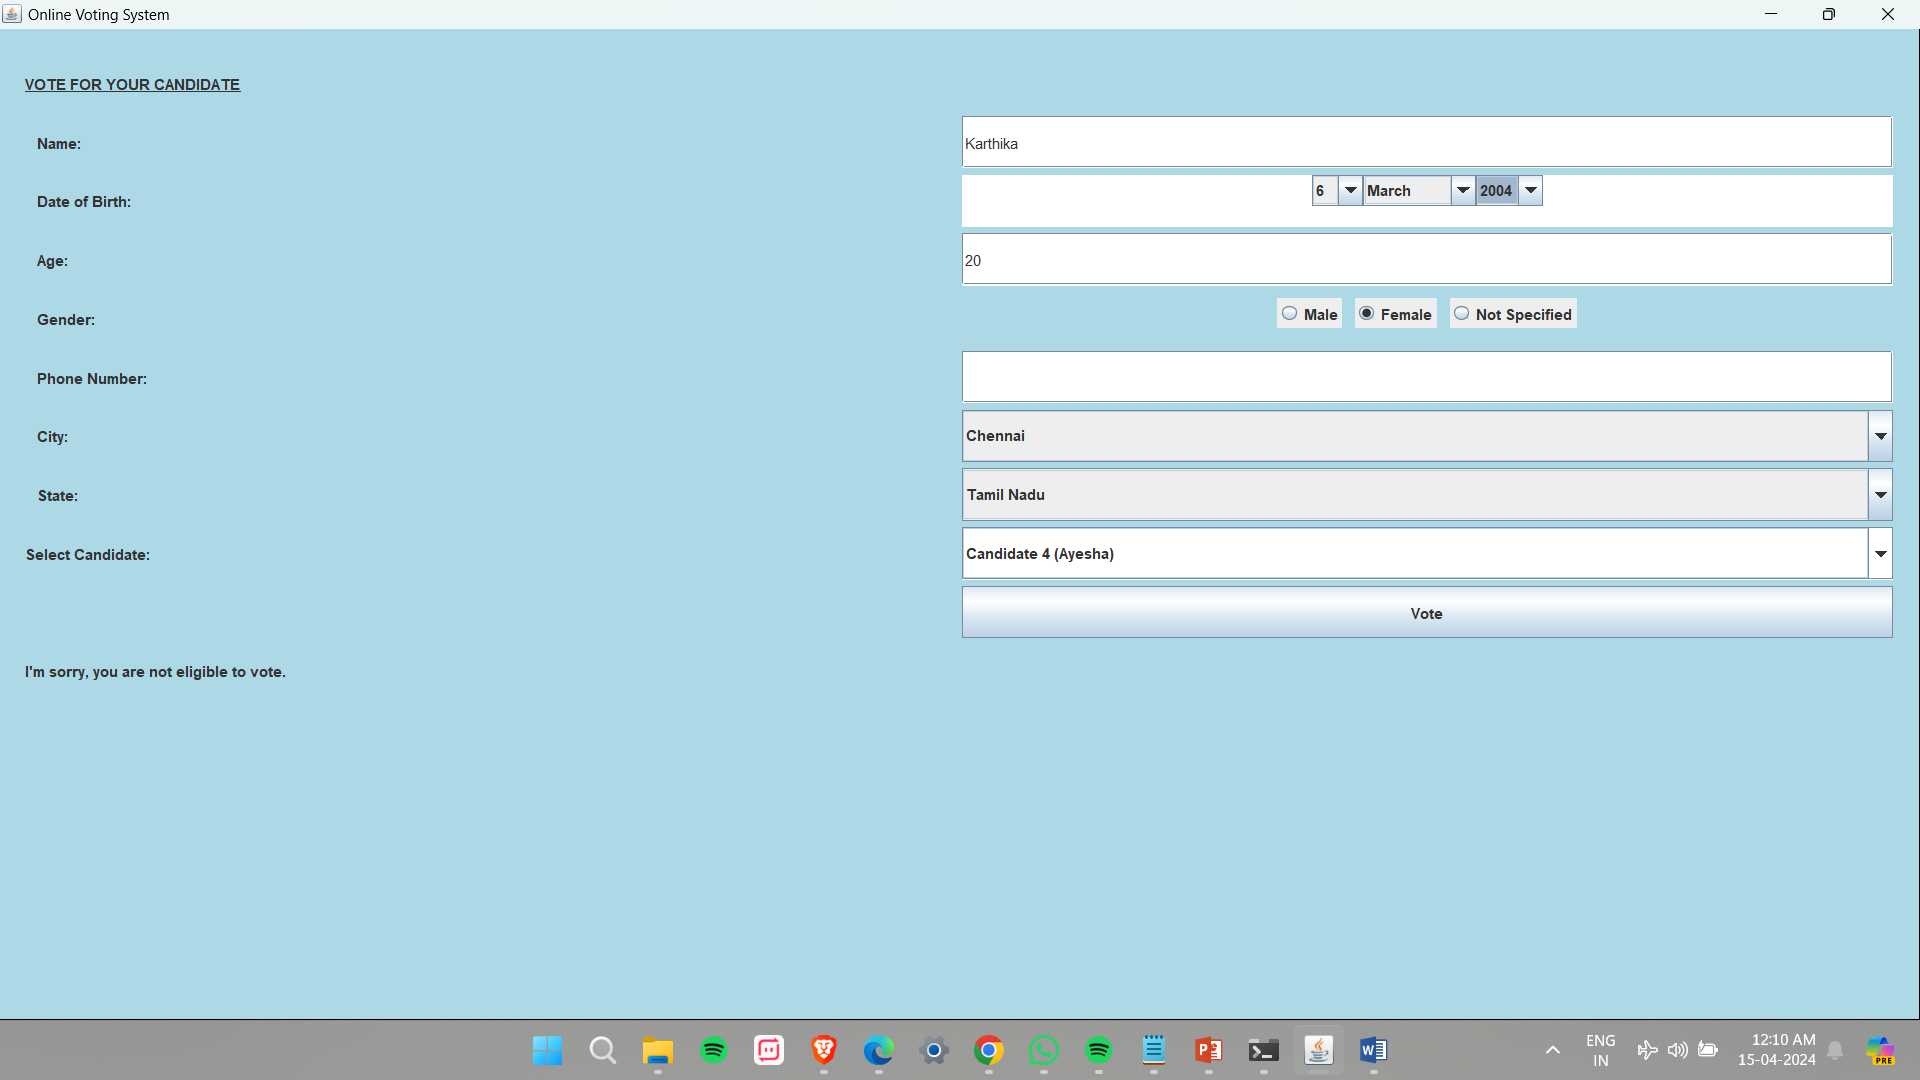 Online Voting System
VOTE FOR YOUR CANDIDATE
Name: Karthika
Date of Birth: 6 March 2004
Age: 20
Gender: Male Female Not Specified
Phone Number:
City: Chennai
State: Tamil Nadu
Select Candidate: Candidate 4 (Ayesha)
Vote
I'm sorry, you are not eligible to vote.
ENG 12:10 AM
IN 15-04-2024
PRE